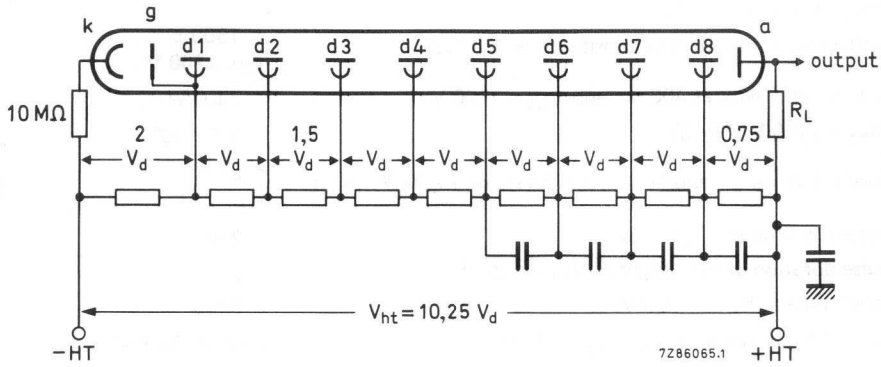 k g a
d1 d2 d3 d4 d5 d6 d7 d8
output
10 MΩ
R_L
2 1,5 0,75
V_d V_d V_d V_d V_d V_d V_d V_d V_d
V_ht = 10,25 V_d
-HT
7Z86065.1
+HT